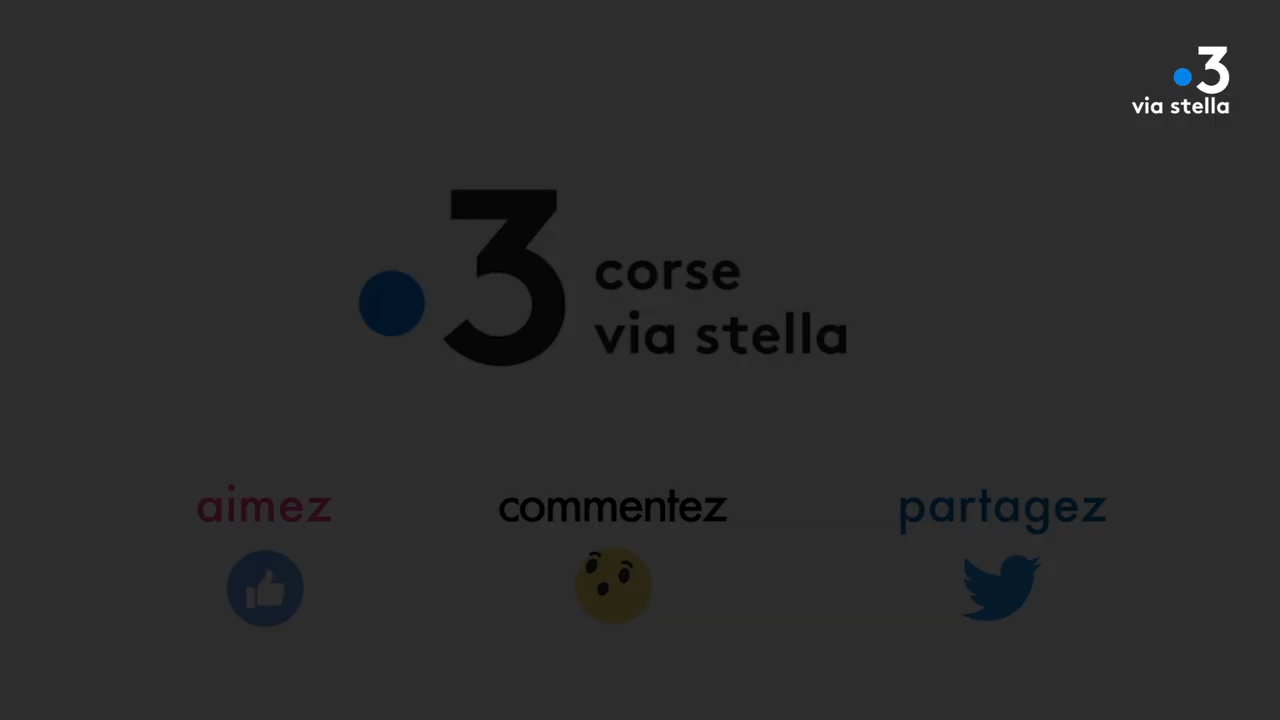 3
via stella
3 corse
via stella
aimez
commentez
partagez